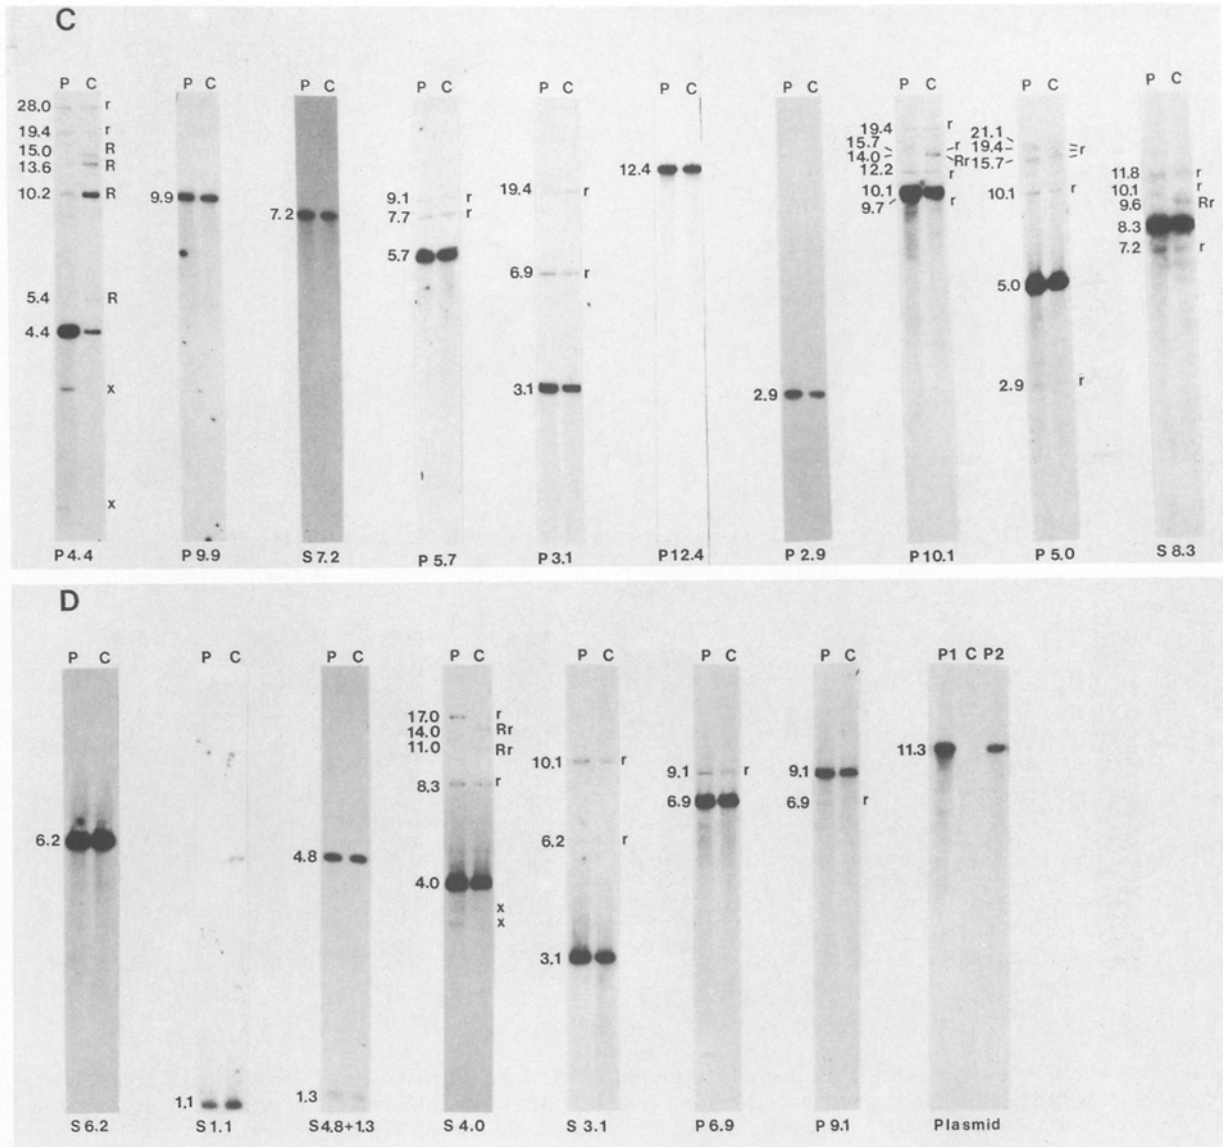 C
P C
28.0 r
19.4 r
15.0 R
13.6 R
10.2 R
5.4 R
4.4
x
x
P 4.4
P C
9.9
P 9.9
P C
7.2
S 7.2
P C
9.1 r
7.7 r
5.7
P 5.7
P C
19.4 r
6.9 r
3.1
P 3.1
P C
12.4
P 12.4
P C
2.9
P 2.9
P C
19.4 r
15.7 r
14.0 Rr
12.2 r
10.1
9.7 r
P 10.1
P C
21.1
19.4 r
15.7
10.1 r
5.0
2.9 r
P 5.0
P C
11.8 r
10.1 r
9.6 Rr
8.3
7.2 r
S 8.3
D
P C
6.2
S 6.2
P C
1.1
S 1.1
P C
4.8
1.3
S 4.8+1.3
P C
17.0 r
14.0 Rr
11.0 Rr
8.3 r
4.0
x
x
S 4.0
P C
10.1 r
6.2 r
3.1
S 3.1
P C
9.1 r
6.9
P 6.9
P C
9.1
6.9 r
P 9.1
P1 C P2
11.3
Plasmid